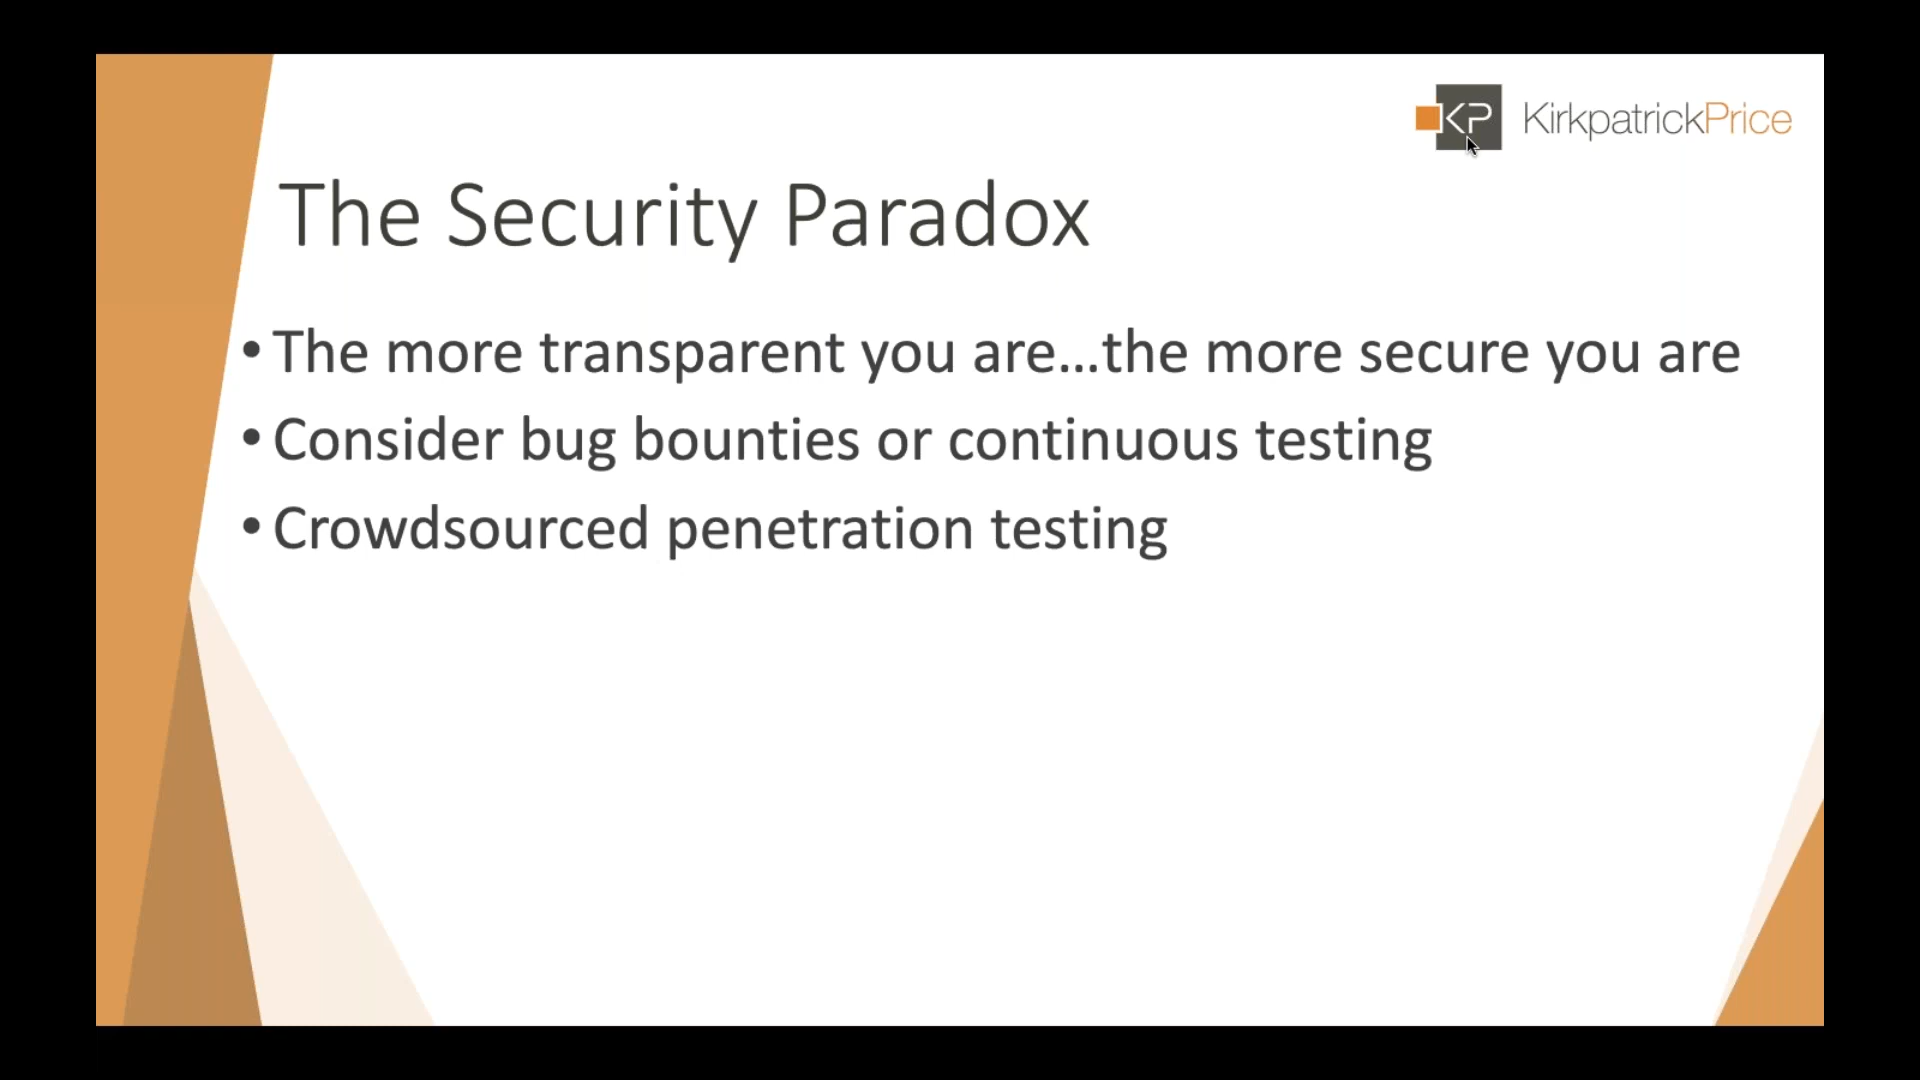 KP KirkpatrickPrice
The Security Paradox
• The more transparent you are...the more secure you are
• Consider bug bounties or continuous testing
• Crowdsourced penetration testing